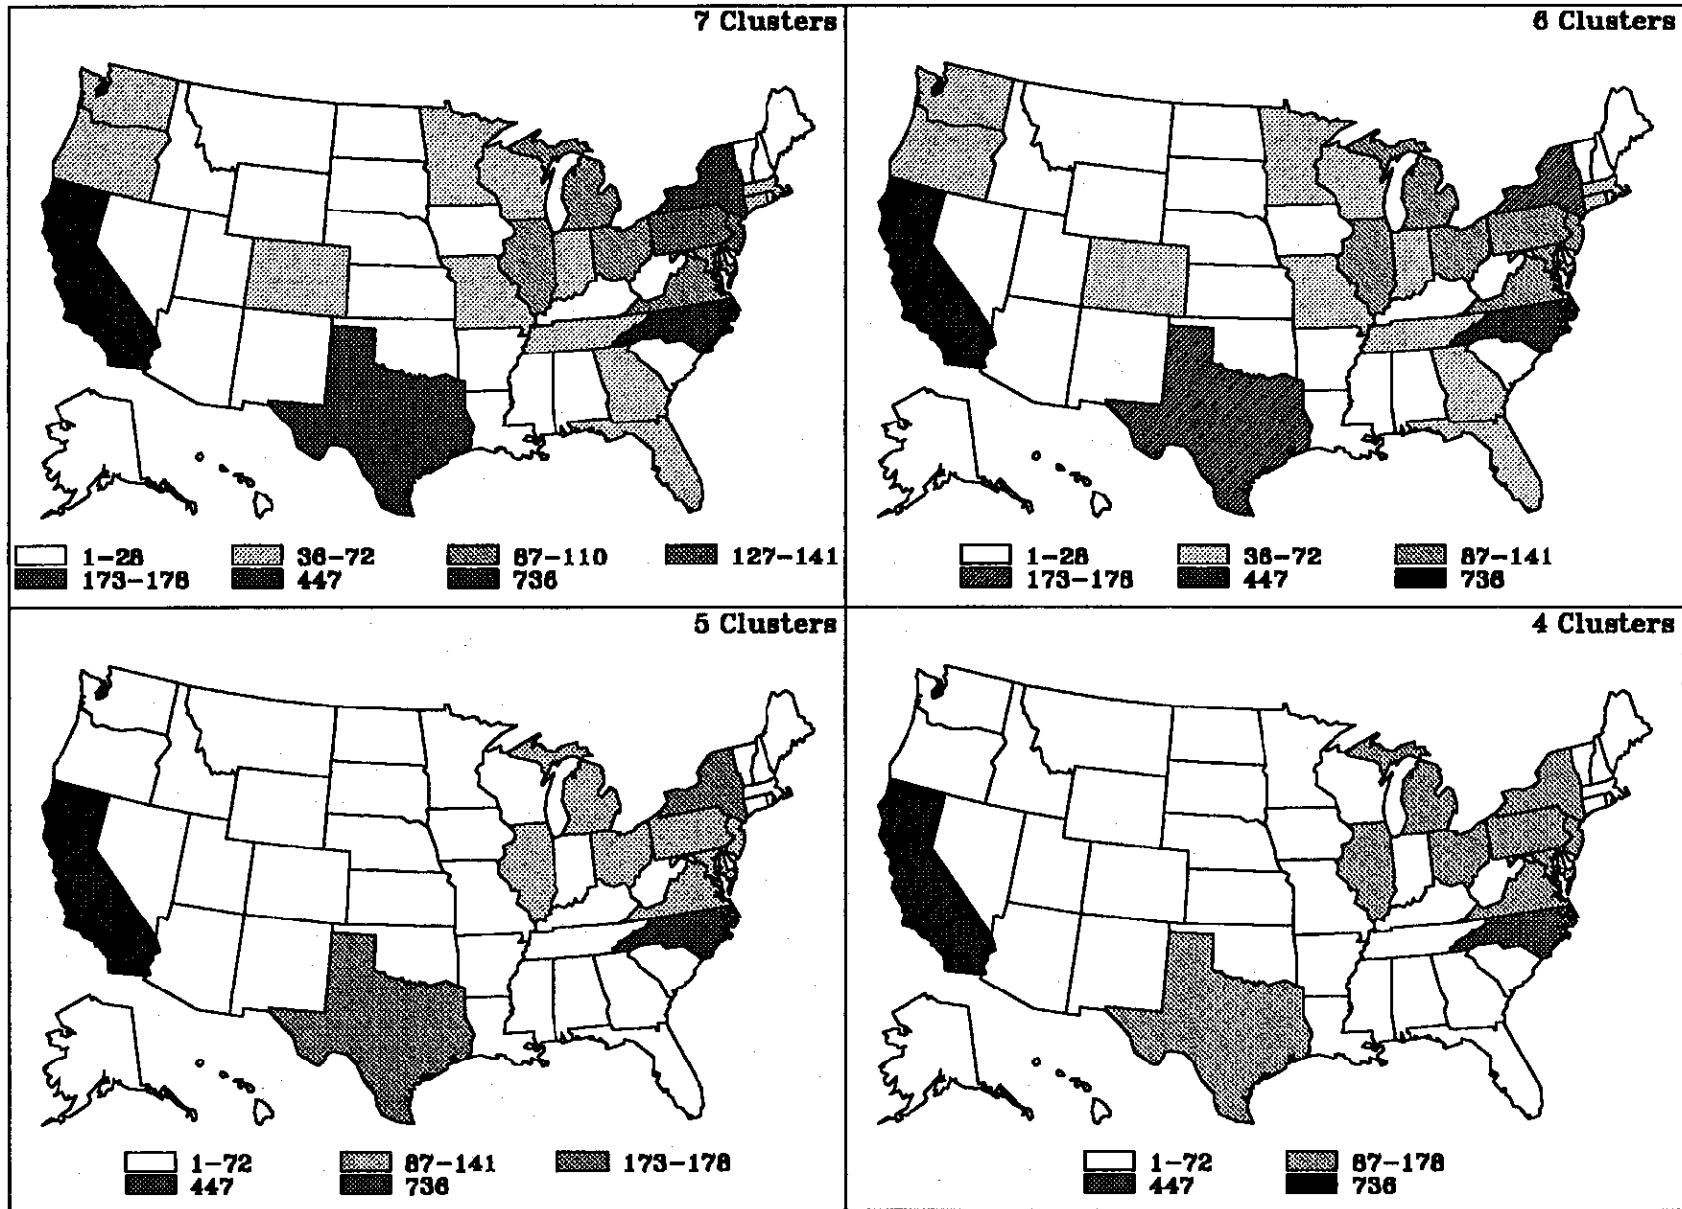 7 Clusters
1-28 36-72 87-110 127-141
173-178 447 736
6 Clusters
1-28 36-72 87-141
173-178 447 736
5 Clusters
1-72 87-141 173-178
447 736
4 Clusters
1-72 87-178
447 736